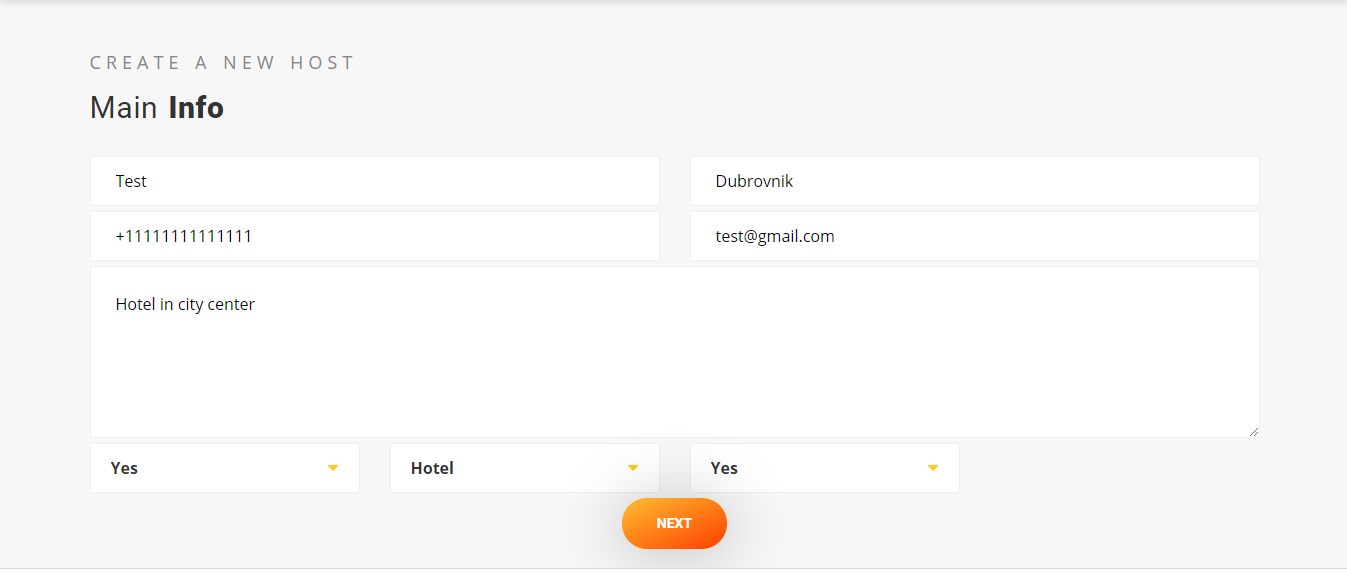 CREATE A NEW HOST
Main Info
Test
Dubrovnik
+11111111111111
test@gmail.com
Hotel in city center
Yes
Hotel
Yes
NEXT